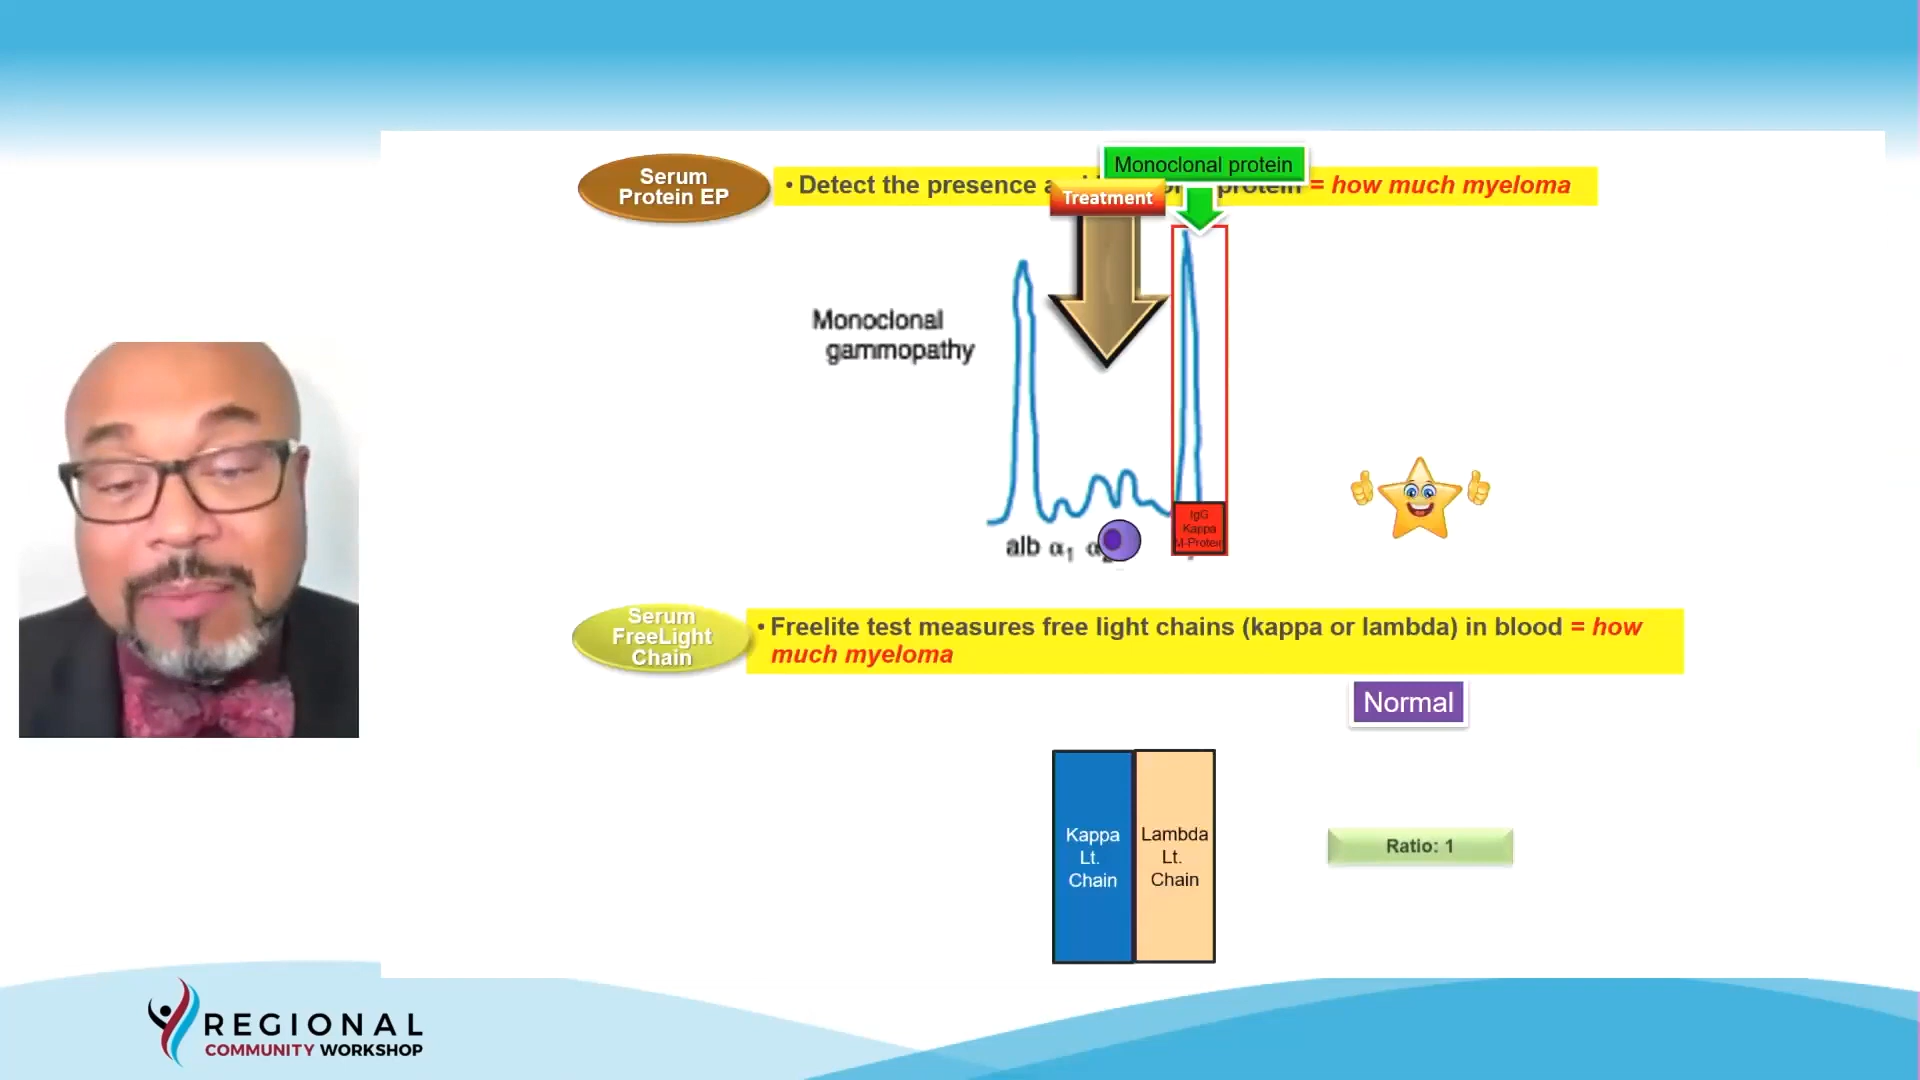 Monoclonal protein
Serum
Protein EP
• Detect the presence protein = how much myeloma
Treatment
Monoclonal
gammopathy
IgG
Kappa
M-Protein
alb α1 α
Serum
FreeLight
Chain
• Freelite test measures free light chains (kappa or lambda) in blood = how
much myeloma
Normal
Kappa
Lt.
Chain
Lambda
Lt.
Chain
Ratio: 1
REGIONAL
COMMUNITY WORKSHOP